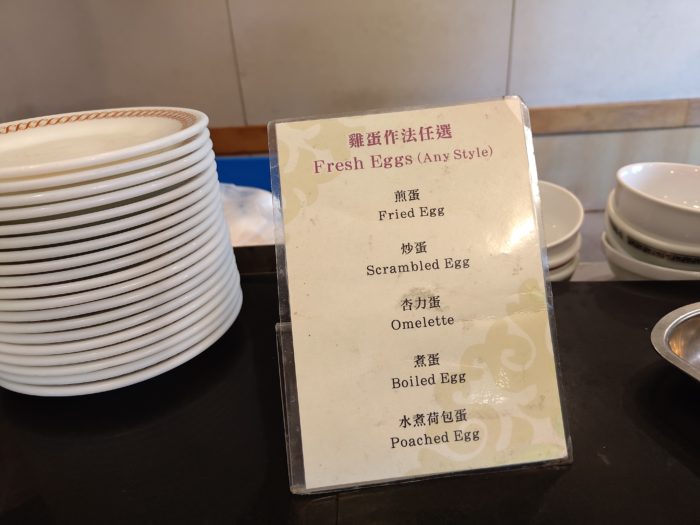 雞蛋作法任選
Fresh Eggs (Any Style)
煎蛋
Fried Egg
炒蛋
Scrambled Egg
杏力蛋
Omelette
煮蛋
Boiled Egg
水煮荷包蛋
Poached Egg